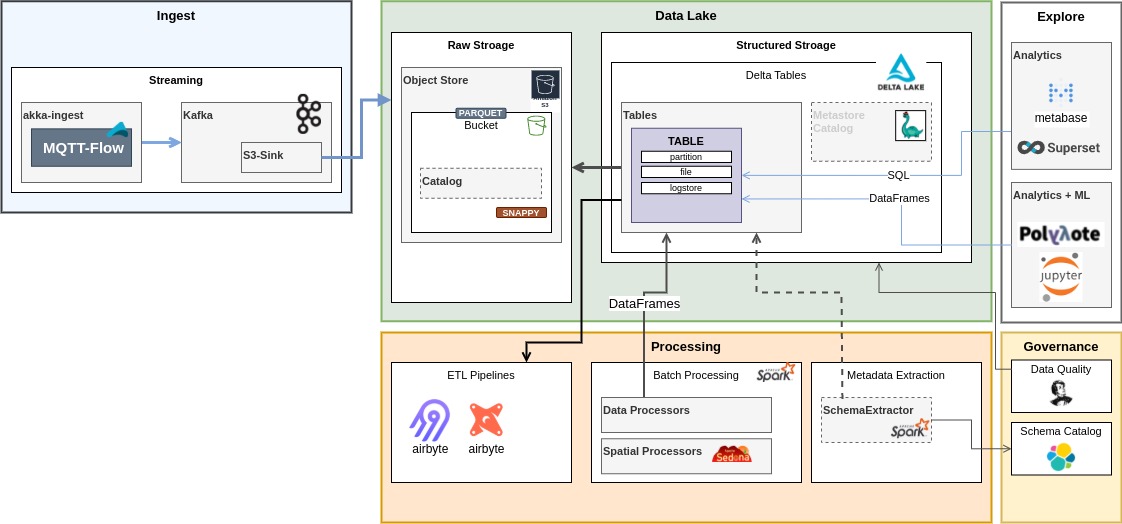 Ingest
Streaming
akka-ingest
MQTT-Flow
Kafka
S3-Sink
Data Lake
Raw Stroage
Object Store
S3
PARQUET
Bucket
Catalog
SNAPPY
Structured Stroage
Delta Tables
DELTA LAKE
Tables
TABLE
partition
file
logstore
Metastore
Catalog
SQL
DataFrames
DataFrames
Explore
Analytics
metabase
Superset
Analytics + ML
Polyλote
jupyter
Processing
ETL Pipelines
airbyte
airbyte
Batch Processing
APACHE
Spark
Data Processors
Spatial Processors
Sedona
Metadata Extraction
SchemaExtractor
APACHE
Spark
Governance
Data Quality
Schema Catalog